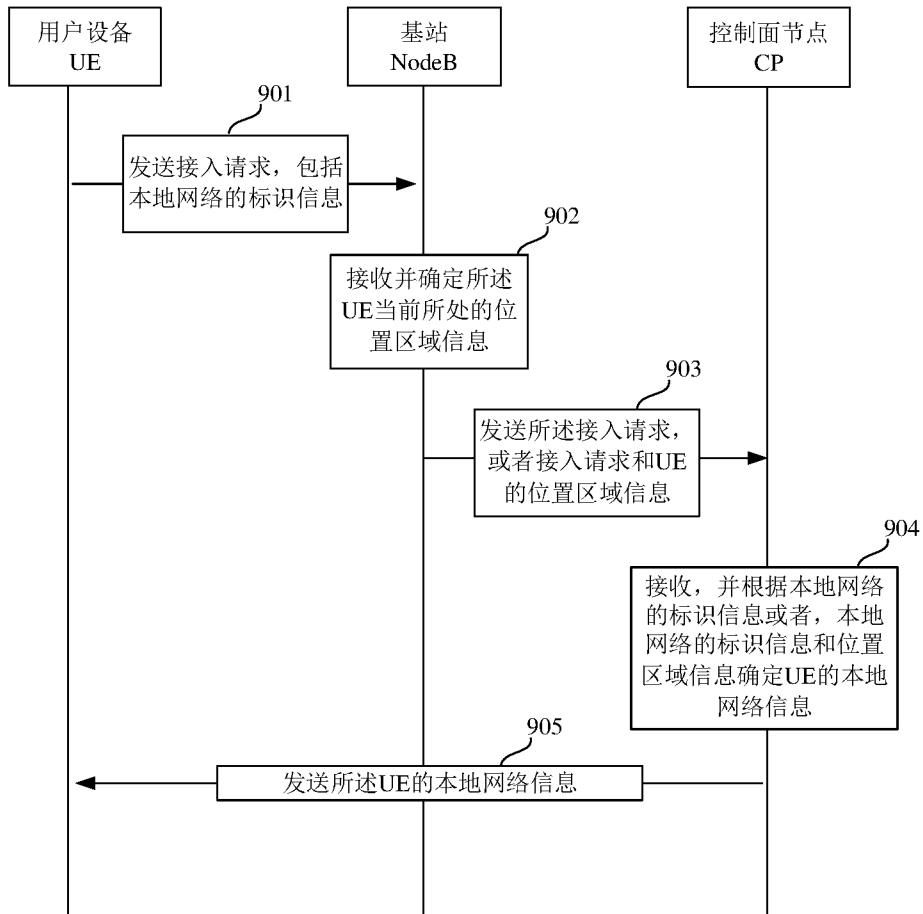 用户设备
UE
基站
NodeB
控制面节点
CP
901
发送接入请求，包括
本地网络的标识信息
902
接收并确定所述
UE当前所处的位
置区域信息
903
发送所述接入请求，
或者接入请求和UE
的位置区域信息
904
接收，并根据本地网络
的标识信息或者，本地
网络的标识信息和位置
区域信息确定UE的本地
网络信息
905
发送所述UE的本地网络信息